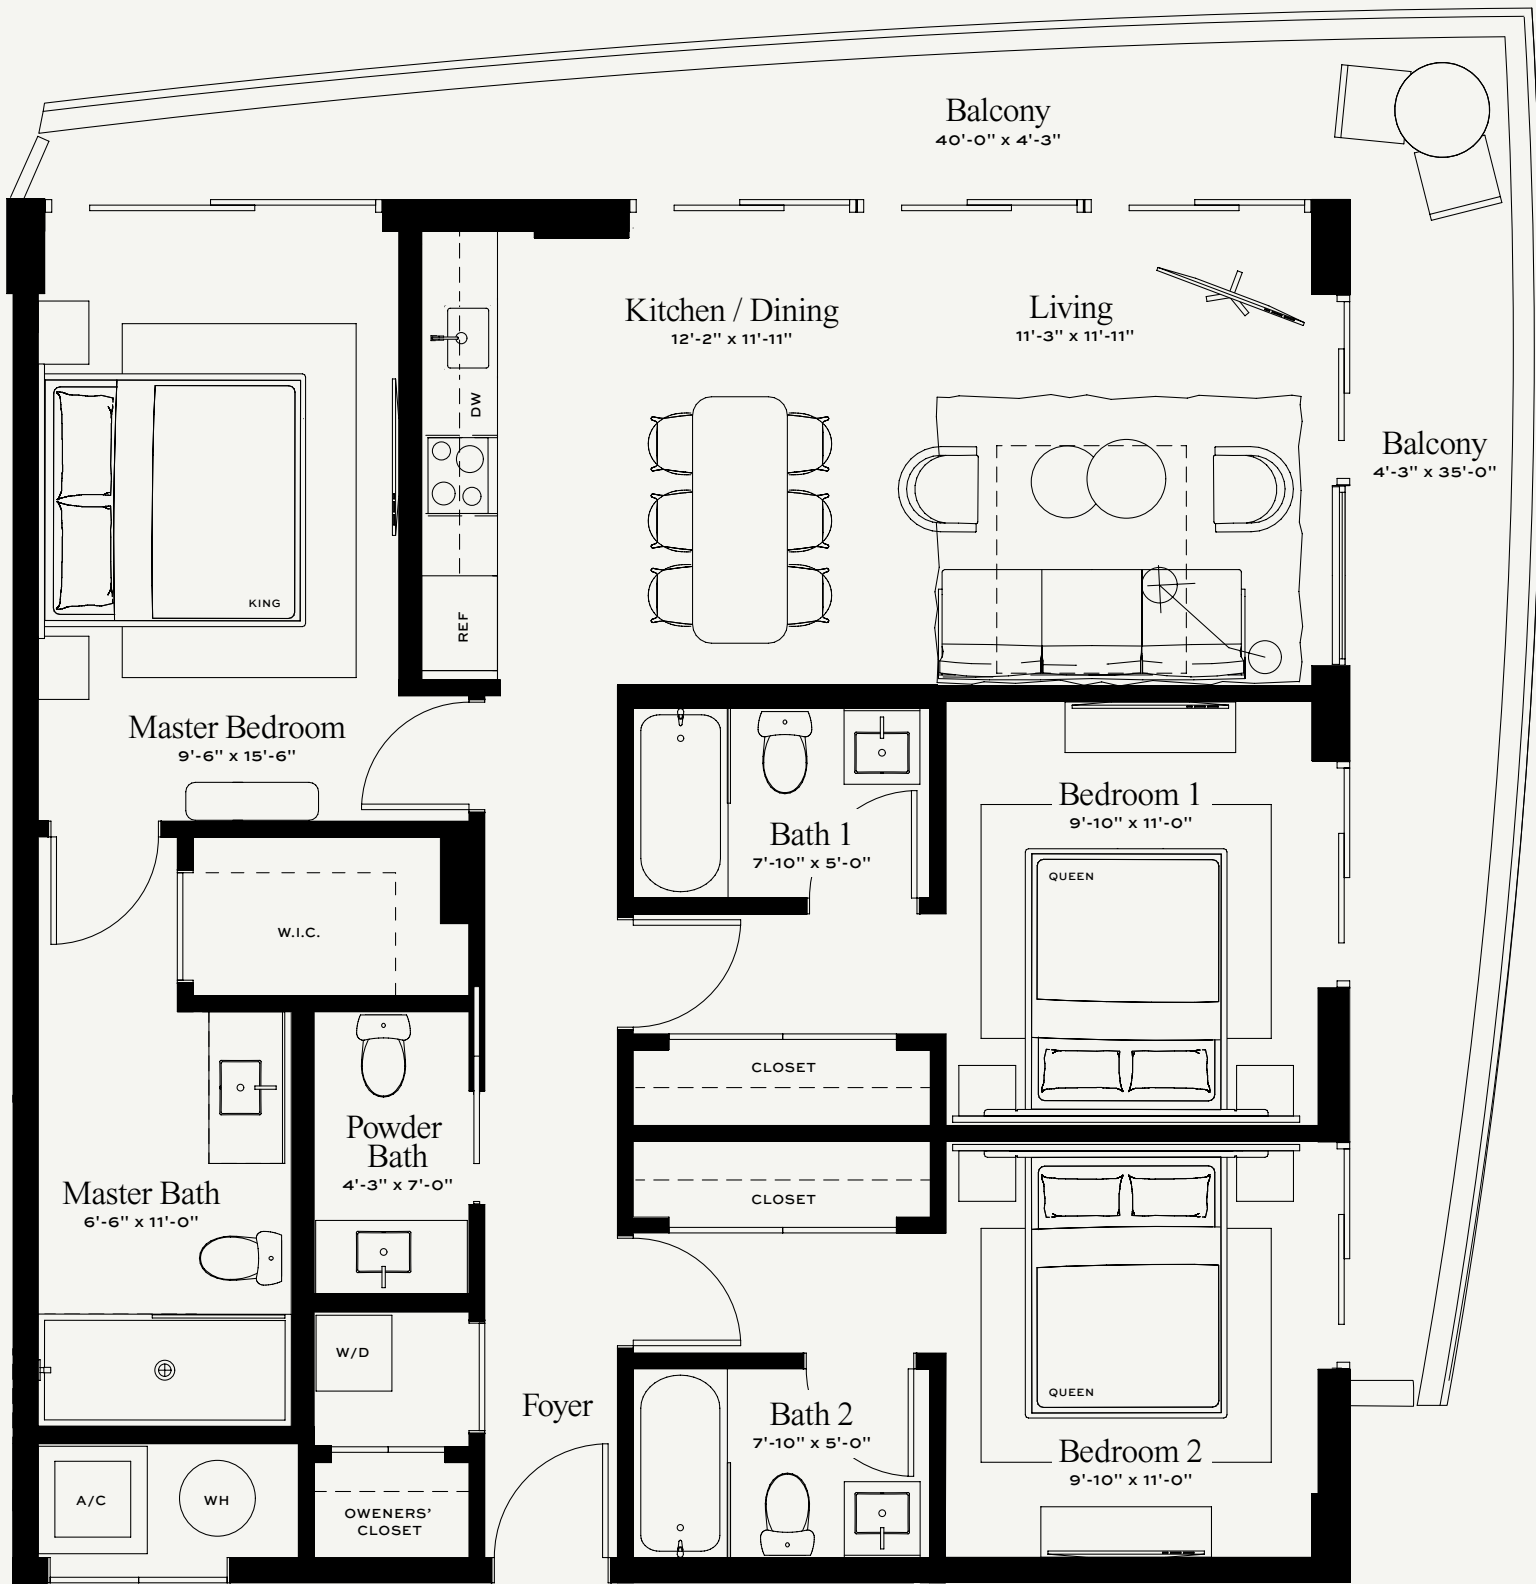 Balcony
40'-0" x 4'-3"
Kitchen / Dining
12'-2" x 11'-11"
Living
11'-3" x 11'-11"
DW
REF
Balcony
4'-3" x 35'-0"
KING
Master Bedroom
9'-6" x 15'-6"
Bath 1
7'-10" x 5'-0"
Bedroom 1
9'-10" x 11'-0"
QUEEN
W.I.C.
CLOSET
Powder
Bath
4'-3" x 7'-0"
Master Bath
6'-6" x 11'-0"
CLOSET
W/D
Foyer
Bath 2
7'-10" x 5'-0"
QUEEN
Bedroom 2
9'-10" x 11'-0"
A/C
WH
OWENERS'
CLOSET